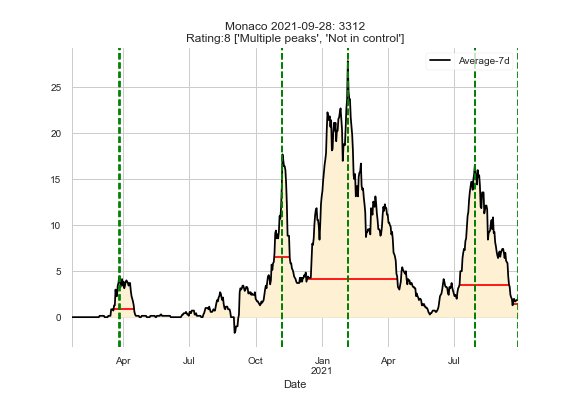 Monaco 2021-09-28: 3312
Rating:8 ['Multiple peaks', 'Not in control']
Average-7d
25
20
15
10
5
0
Apr
Jul
Oct
Jan
2021
Apr
Jul
Date